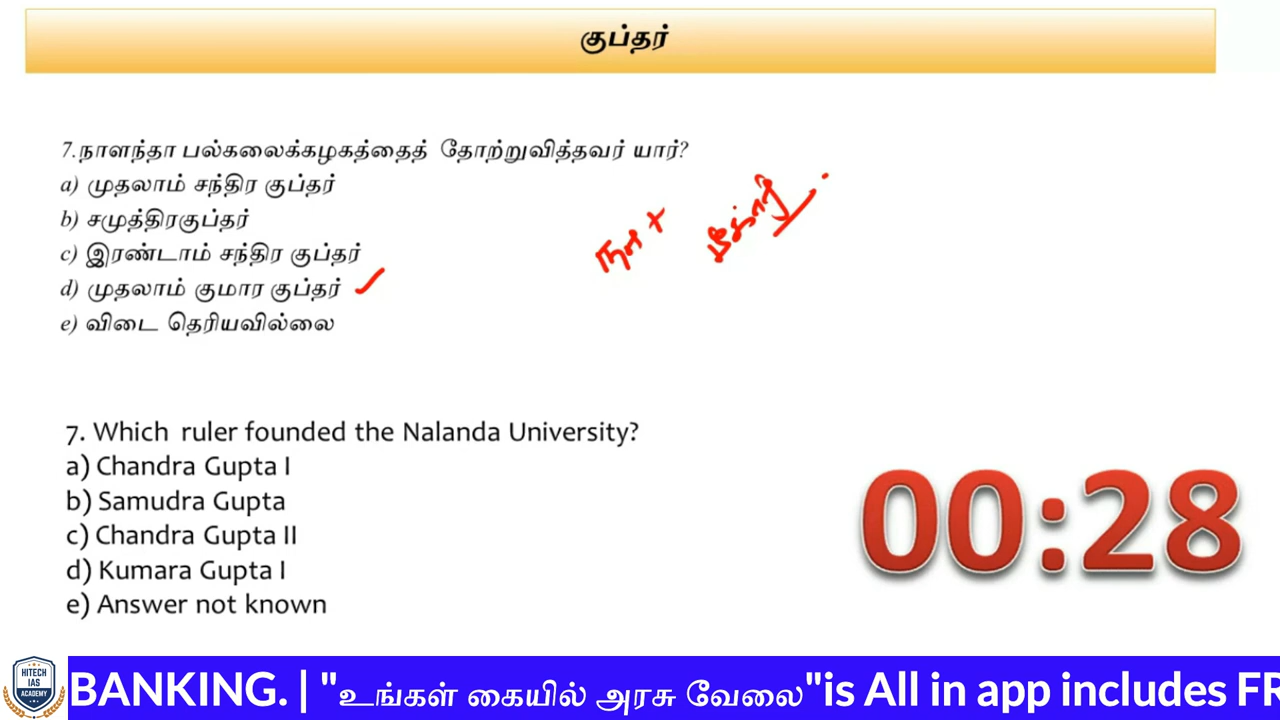 குப்தர்
7.நாளந்தா பல்கலைக்கழகத்தைத் தோற்றுவித்தவர் யார்?
a) முதலாம் சந்திர குப்தர்
b) சமுத்திரகுப்தர்
c) இரண்டாம் சந்திர குப்தர்
d) முதலாம் குமார குப்தர்
e) விடை தெரியவில்லை
7. Which ruler founded the Nalanda University?
a) Chandra Gupta I
b) Samudra Gupta
c) Chandra Gupta II
d) Kumara Gupta I
e) Answer not known
00:28
HITECH
IAS
ACADEMY
BANKING. | "உங்கள் கையில் அரசு வேலை"is All in app includes FR